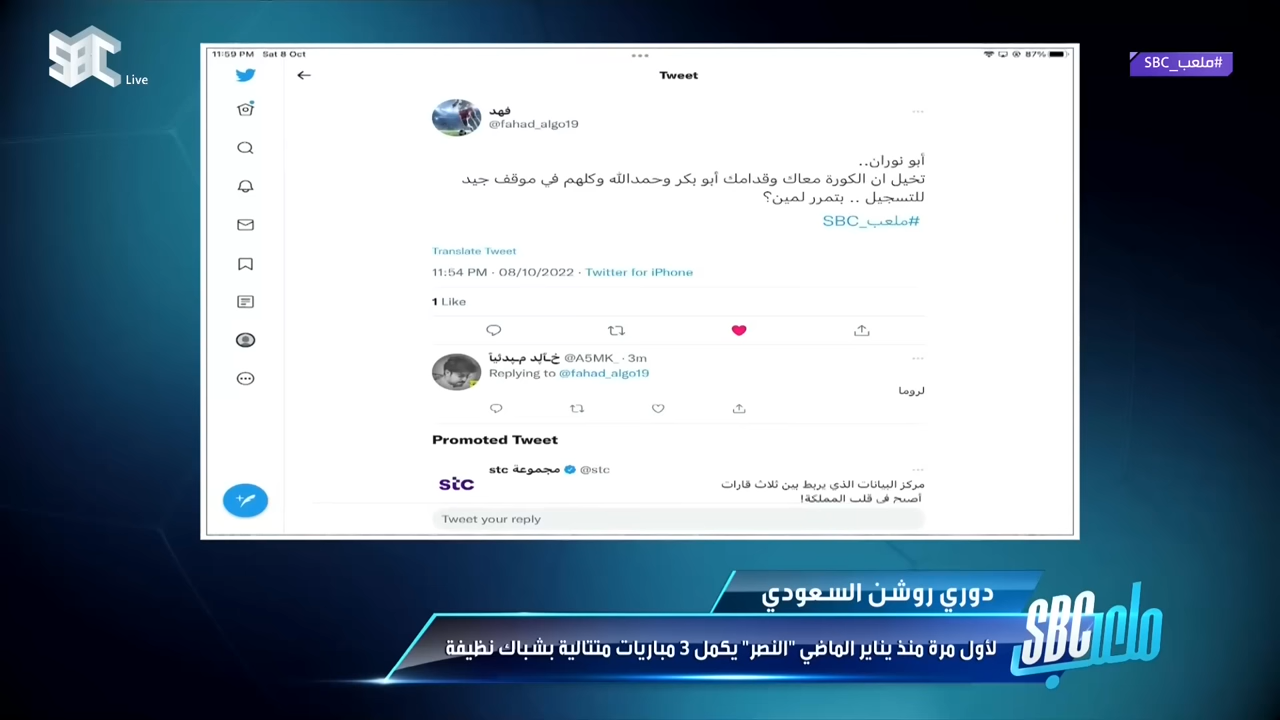 SBC
Live
#ملعب_SBC
11:59 PM Sat 8 Oct
87%
Tweet
فهد
@fahad_algo19
أبو نوران..
تخيل ان الكورة معاك وقدامك أبو بكر وحمدالله وكلهم في موقف جيد
للتسجيل .. بتمرر لمين؟
#ملعب_SBC
Translate Tweet
11:54 PM · 08/10/2022 · Twitter for iPhone
1 Like
@A5MK_ · 3m
Replying to @fahad_algo19
لروما
Promoted Tweet
stc مجموعة @stc
stc
مركز البيانات الذي يربط بين ثلاث قارات
أصبح في قلب المملكة!
Tweet your reply
دوري روشن السعودي
لأول مرة منذ يناير الماضي "النصر" يكمل 3 مباريات متتالية بشباك نظيفة
ملعب SBC